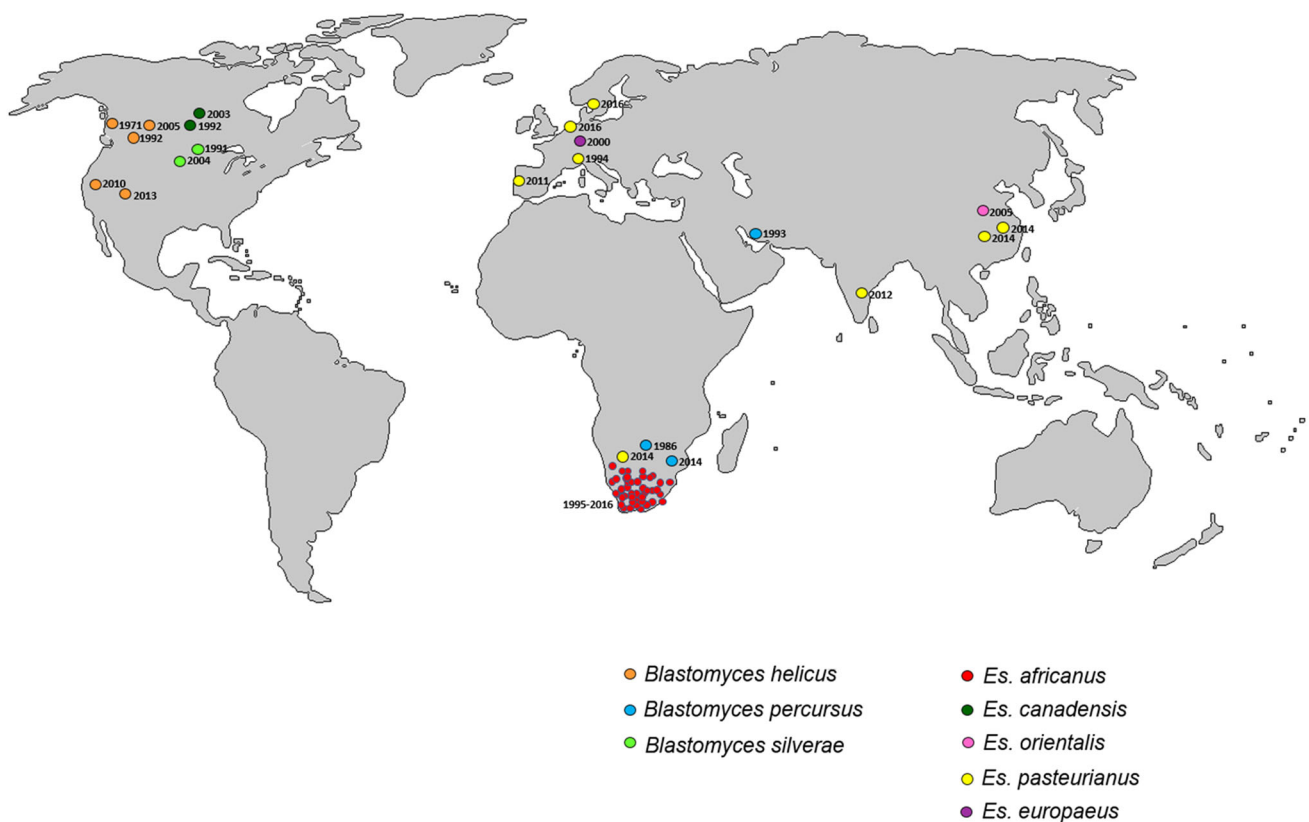 2003
1971
2005
1992
1992
1991
2004
2010
2013
2016
2016
2000
1994
2011
1993
2005
2014
2014
2012
1986
2014
2014
1995-2016
Blastomyces helicus
Blastomyces percursus
Blastomyces silverae
Es. africanus
Es. canadensis
Es. orientalis
Es. pasteurianus
Es. europaeus